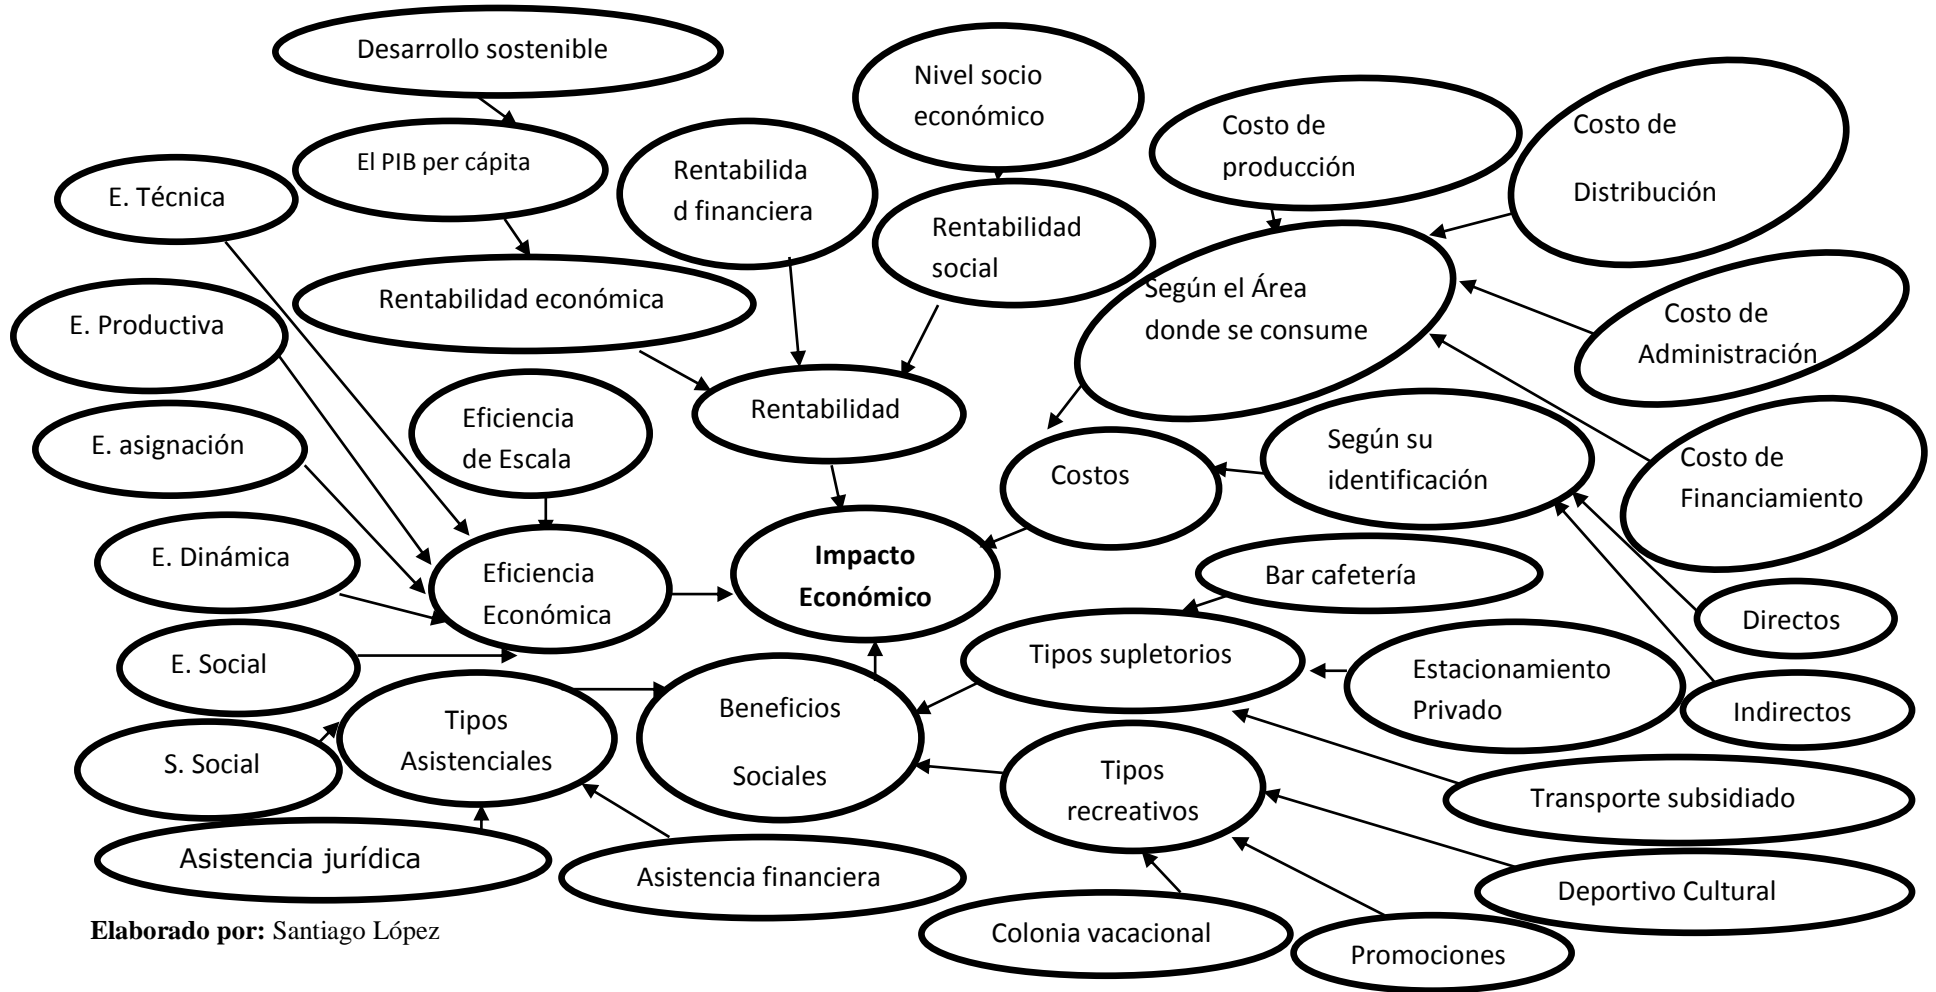 Desarrollo sostenible
Nivel socio
económico
Costo de
producción
Costo de
Distribución
El PIB per cápita
Rentabilida
d financiera
E. Técnica
Rentabilidad
social
Según el Área
donde se consume
Rentabilidad económica
E. Productiva
Costo de
Administración
Eficiencia
de Escala
Rentabilidad
E. asignación
Según su
identificación
Costos
Costo de
Financiamiento
E. Dinámica
Eficiencia
Económica
Impacto
Económico
Bar cafetería
Directos
E. Social
Tipos supletorios
Estacionamiento
Privado
Indirectos
Tipos
Asistenciales
Beneficios
Sociales
S. Social
Tipos
recreativos
Transporte subsidiado
Asistencia jurídica
Asistencia financiera
Deportivo Cultural
Colonia vacacional
Promociones
Elaborado por: Santiago López